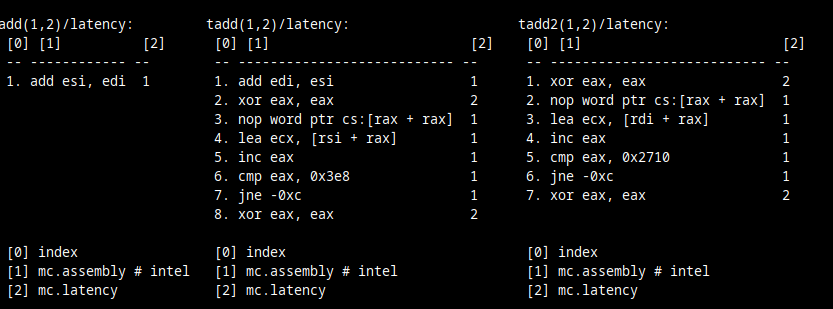 add(1,2)/latency:
[0] [1] [2]
-- ------------ --
1. add esi, edi 1
[0] index
[1] mc.assembly # intel
[2] mc.latency
tadd(1,2)/latency:
[0] [1] [2]
-- --------------------------- --
1. add edi, esi 1
2. xor eax, eax 2
3. nop word ptr cs:[rax + rax] 1
4. lea ecx, [rsi + rax] 1
5. inc eax 1
6. cmp eax, 0x3e8 1
7. jne -0xc 1
8. xor eax, eax 2
[0] index
[1] mc.assembly # intel
[2] mc.latency
tadd2(1,2)/latency:
[0] [1] [2]
-- --------------------------- --
1. xor eax, eax 2
2. nop word ptr cs:[rax + rax] 1
3. lea ecx, [rdi + rax] 1
4. inc eax 1
5. cmp eax, 0x2710 1
6. jne -0xc 1
7. xor eax, eax 2
[0] index
[1] mc.assembly # intel
[2] mc.latency